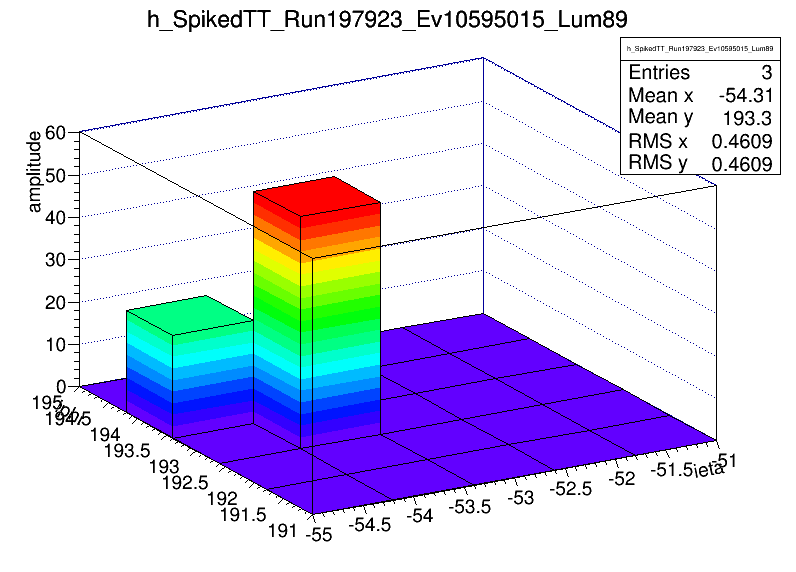 h_SpikedTT_Run197923_Ev10595015_Lum89
h_SpikedTT_Run197923_Ev10595015_Lum89
Entries 3
Mean x -54.31
Mean y 193.3
RMS x 0.4609
RMS y 0.4609
amplitude
60
50
40
30
20
10
0
195
194.5
194
193.5
193
192.5
192
191.5
191
-55
-54.5
-54
-53.5
-53
-52.5
-52
-51.5
-51
ieta